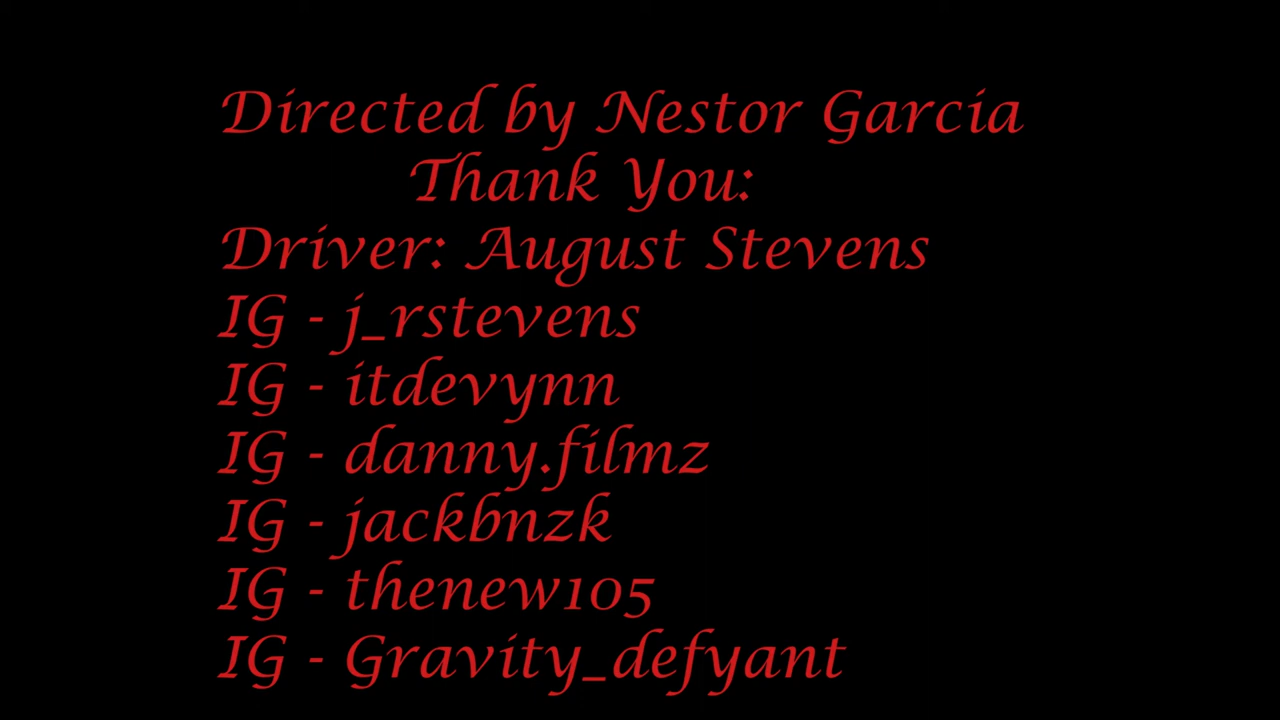 Directed by Nestor Garcia
Thank You:
Driver: August Stevens
IG - j_rstevens
IG - itdevynn
IG - danny.filmz
IG - jackbnzk
IG - thenew105
IG - Gravity_defyant